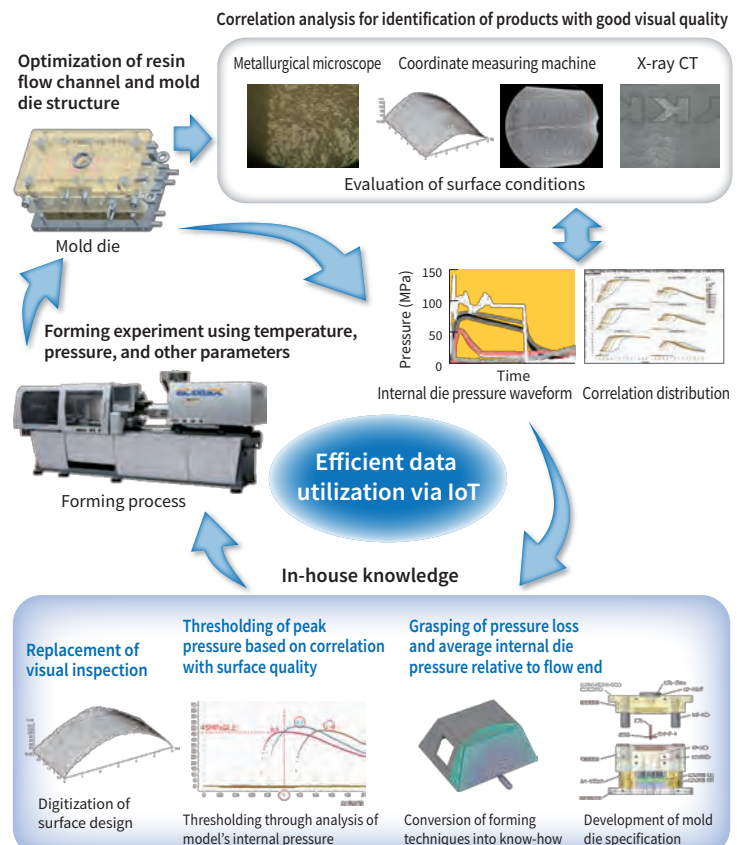 Correlation analysis for identification of products with good visual quality
Optimization of resin
flow channel and mold
die structure
Metallurgical microscope
Coordinate measuring machine
X-ray CT
Evaluation of surface conditions
Mold die
Forming experiment using temperature,
pressure, and other parameters
Pressure (MPa)
150
100
50
0
Time
Internal die pressure waveform
Correlation distribution
Forming process
Efficient data
utilization via IoT
In-house knowledge
Replacement of
visual inspection
Thresholding of peak
pressure based on correlation
with surface quality
Grasping of pressure loss
and average internal die
pressure relative to flow end
Digitization of
surface design
Thresholding through analysis of
model’s internal pressure
Conversion of forming
techniques into know-how
Development of mold
die specification